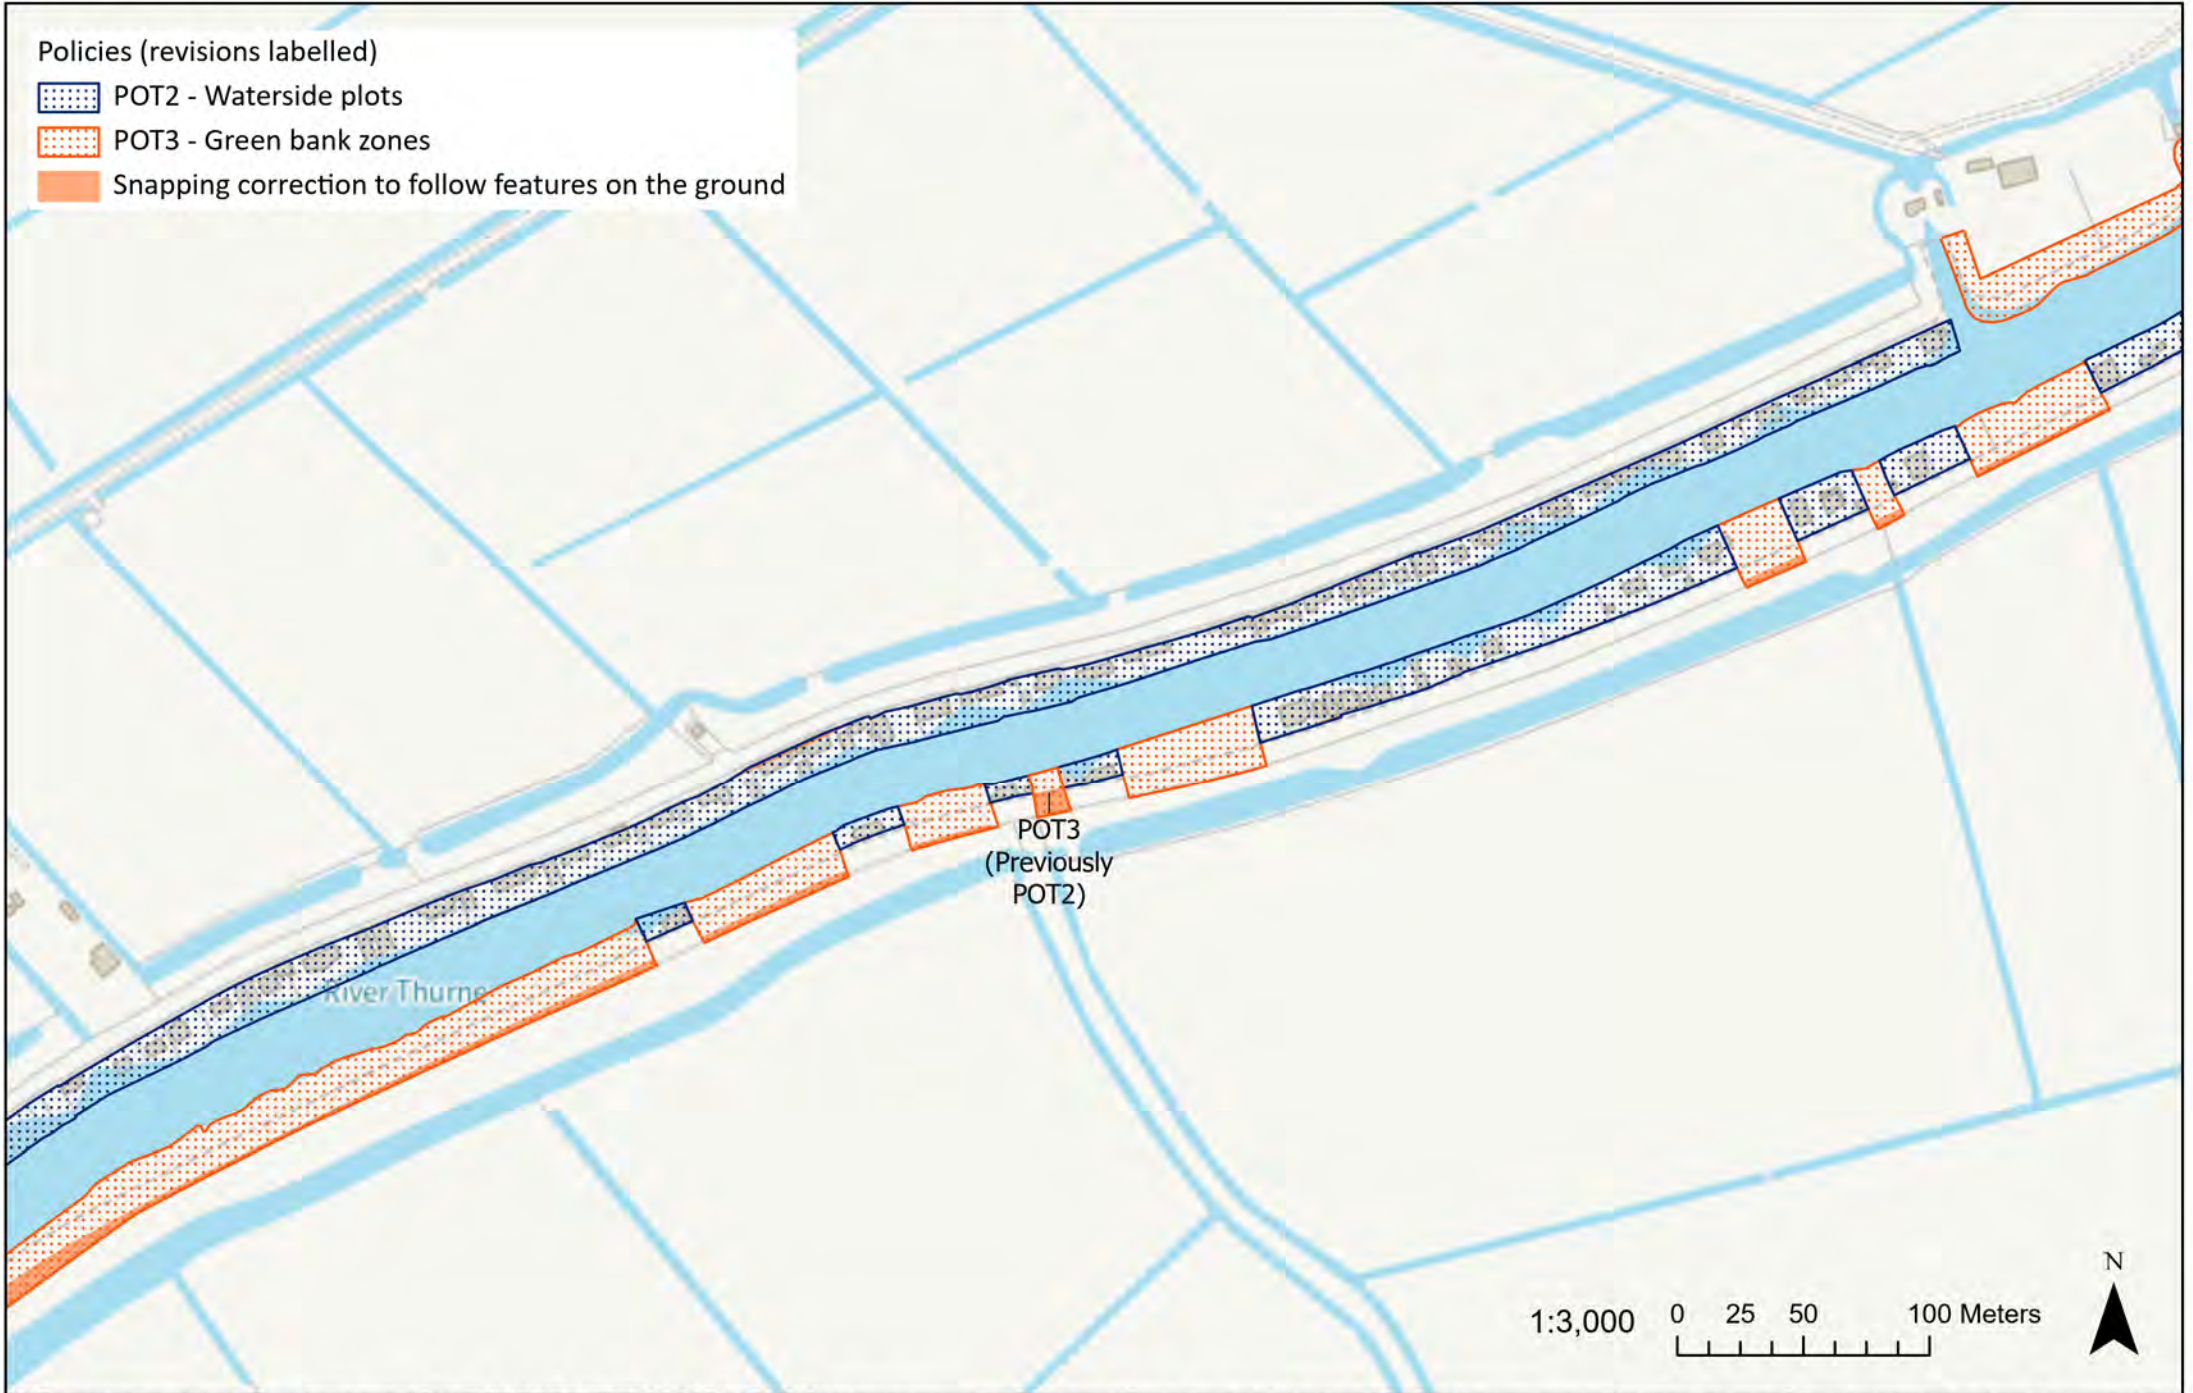 Policies (revisions labelled)
POT2 - Waterside plots
POT3 - Green bank zones
Snapping correction to follow features on the ground
POT3
(Previously
POT2)
River Thurne
N
1:3,000
0 25 50 100 Meters